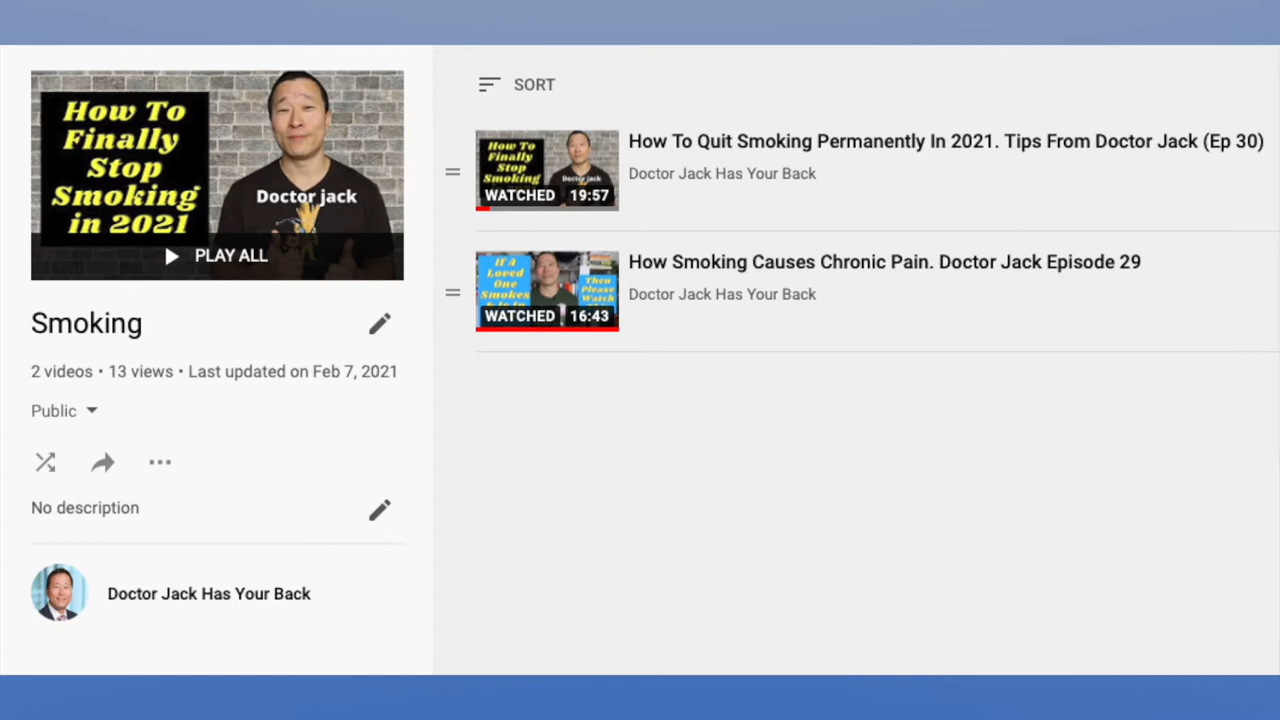 How To
Finally
Stop
Smoking
in 2021
Doctor jack
PLAY ALL
Smoking
2 videos • 13 views • Last updated on Feb 7, 2021
Public
No description
Doctor Jack Has Your Back
SORT
How To
Finally
Stop
Smoking
Doctor jack
WATCHED 19:57
How To Quit Smoking Permanently In 2021. Tips From Doctor Jack (Ep 30)
Doctor Jack Has Your Back
If A
Loved
One
Smokes
Then
Please
Watch
WATCHED 16:43
How Smoking Causes Chronic Pain. Doctor Jack Episode 29
Doctor Jack Has Your Back